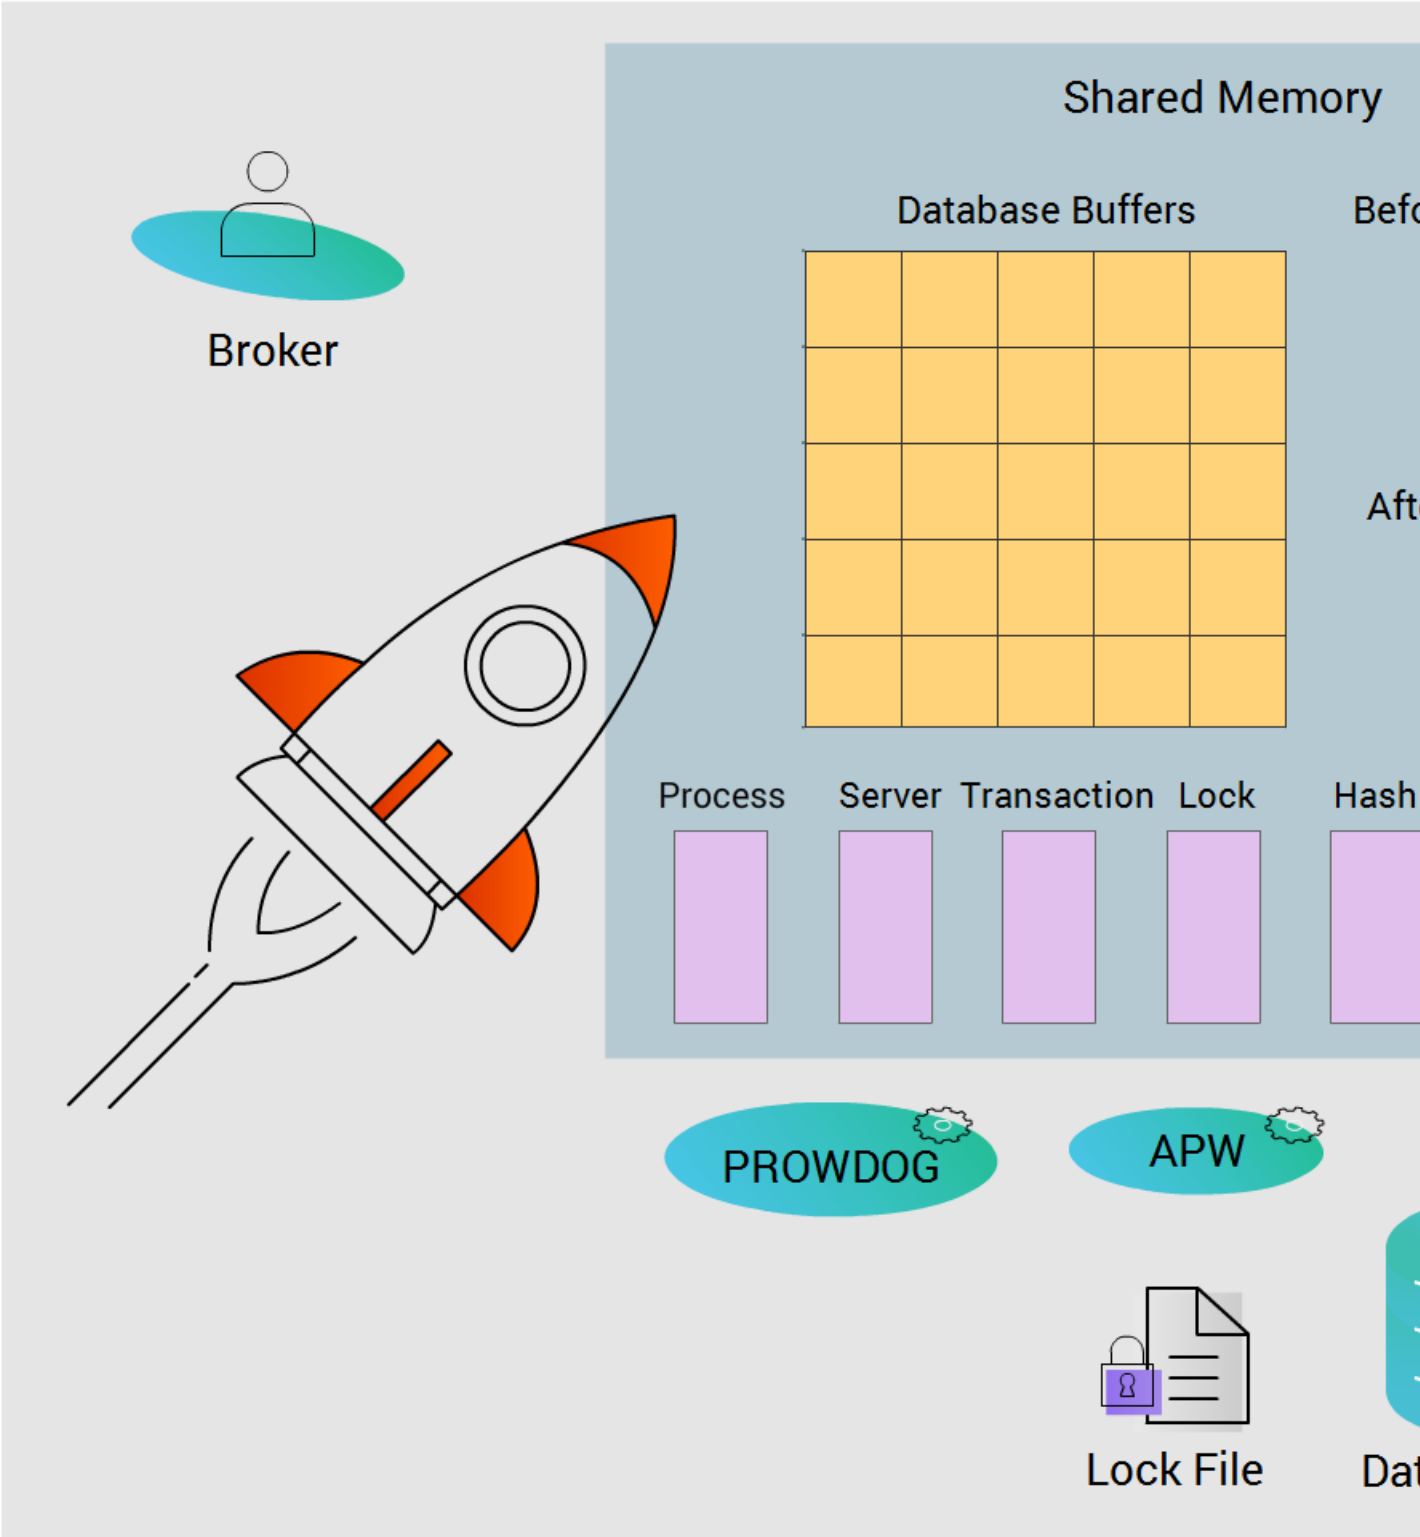 Shared Memory
Database Buffers
Broker
Process Server Transaction Lock Hash
PROWDOG
APW
Lock File